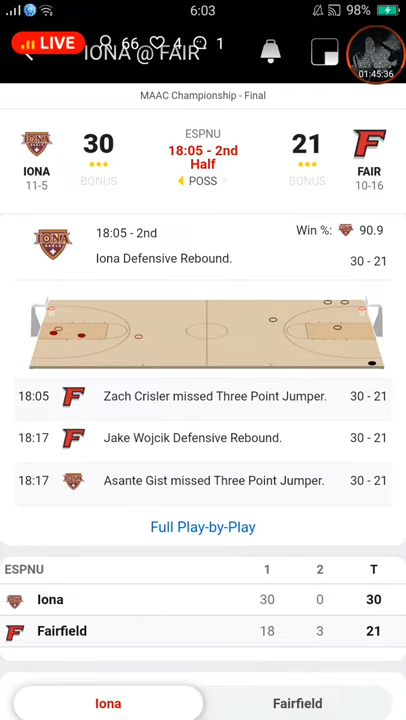 6:03
98%
LIVE
66 4 1
IONA @ FAIR
01:45:36
MAAC Championship - Final
30 ESPNU 21
18:05 - 2nd
Half
IONA FAIR
11-5 BONUS POSS BONUS 10-16
IONA
18:05 - 2nd Win %: 90.9
Iona Defensive Rebound. 30 - 21
18:05 Zach Crisler missed Three Point Jumper. 30 - 21
18:17 Jake Wojcik Defensive Rebound. 30 - 21
18:17 Asante Gist missed Three Point Jumper. 30 - 21
Full Play-by-Play
ESPNU 1 2 T
Iona 30 0 30
Fairfield 18 3 21
Iona Fairfield